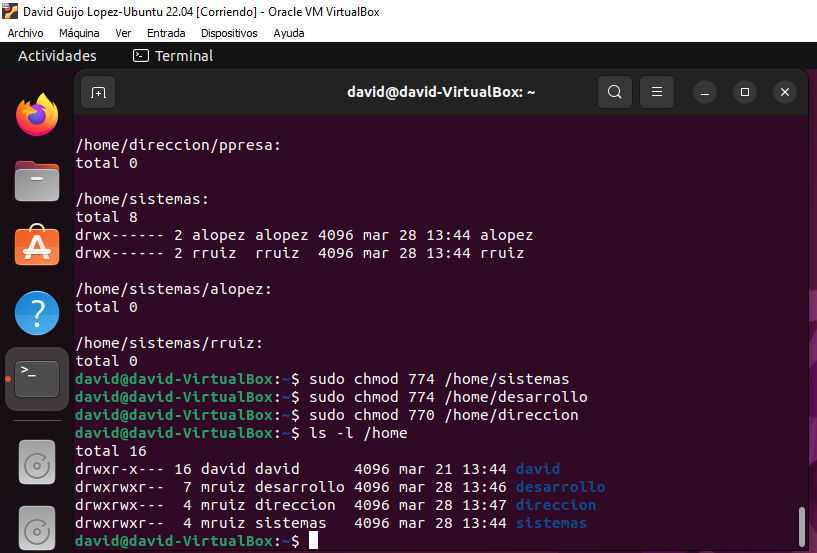 David Guijo Lopez-Ubuntu 22.04 [Corriendo] - Oracle VM VirtualBox
Archivo Máquina Ver Entrada Dispositivos Ayuda
Actividades Terminal
david@david-VirtualBox: ~
/home/direccion/ppresa:
total 0
/home/sistemas:
total 8
drwx------ 2 alopez alopez 4096 mar 28 13:44 alopez
drwx------ 2 rruiz  rruiz  4096 mar 28 13:44 rruiz
/home/sistemas/alopez:
total 0
/home/sistemas/rruiz:
total 0
david@david-VirtualBox:~$ sudo chmod 774 /home/sistemas
david@david-VirtualBox:~$ sudo chmod 774 /home/desarrollo
david@david-VirtualBox:~$ sudo chmod 770 /home/direccion
david@david-VirtualBox:~$ ls -l /home
total 16
drwxr-x--- 16 david david      4096 mar 21 13:44 david
drwxrwxr--  7 mruiz desarrollo 4096 mar 28 13:46 desarrollo
drwxrwx---  4 mruiz direccion  4096 mar 28 13:47 direccion
drwxrwxr--  4 mruiz sistemas   4096 mar 28 13:44 sistemas
david@david-VirtualBox:~$